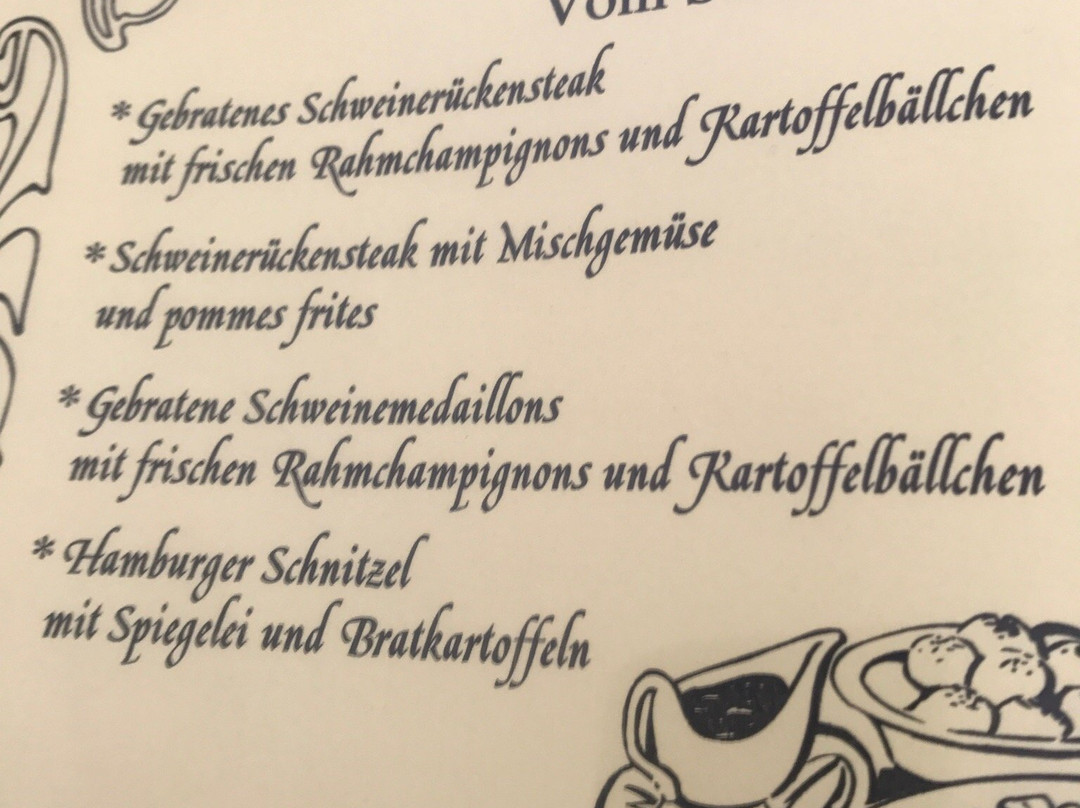 Vom
* Gebratenes Schweinerückensteak
mit frischen Rahmchampignons und Kartoffelbällchen
* Schweinerückensteak mit Mischgemüse
und pommes frites
* Gebratene Schweinemedaillons
mit frischen Rahmchampignons und Kartoffelbällchen
* Hamburger Schnitzel
mit Spiegelei und Bratkartoffeln